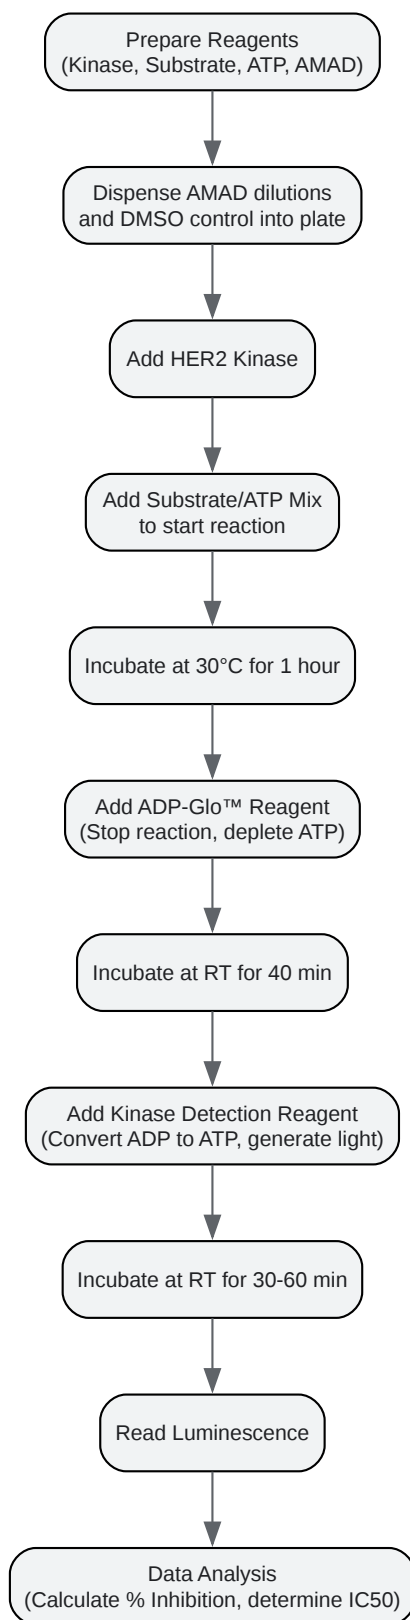 Prepare Reagents
(Kinase, Substrate, ATP, AMAD)
Dispense AMAD dilutions
and DMSO control into plate
Add HER2 Kinase
Add Substrate/ATP Mix
to start reaction
Incubate at 30°C for 1 hour
Add ADP-Glo™ Reagent
(Stop reaction, deplete ATP)
Incubate at RT for 40 min
Add Kinase Detection Reagent
(Convert ADP to ATP, generate light)
Incubate at RT for 30-60 min
Read Luminescence
Data Analysis
(Calculate % Inhibition, determine IC50)